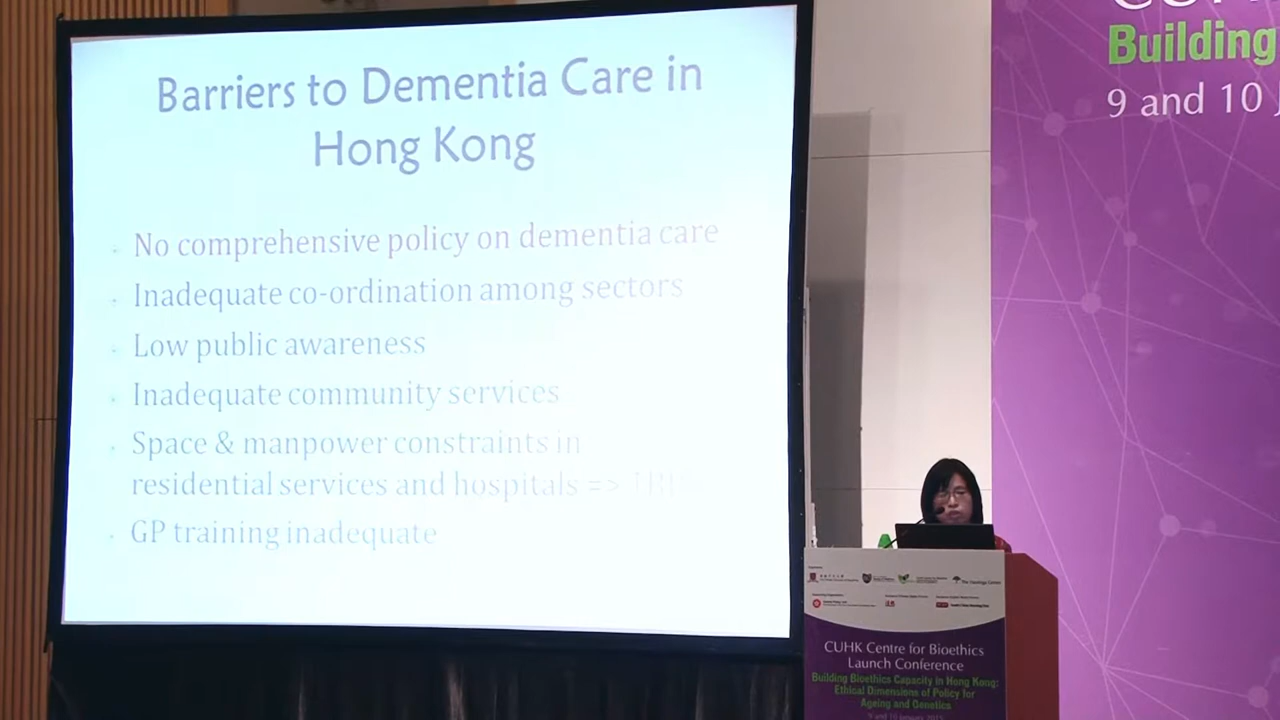 Barriers to Dementia Care in
Hong Kong
No comprehensive policy on dementia care
Inadequate co-ordination among sectors
Low public awareness
Inadequate community services
Space & manpower constraints in
residential services and hospitals =>
GP training inadequate
Building
9 and 10
CUHK Centre for Bioethics
Launch Conference
Building Bioethics Capacity in Hong Kong:
Ethical Dimensions of Policy for
Ageing and Genetics